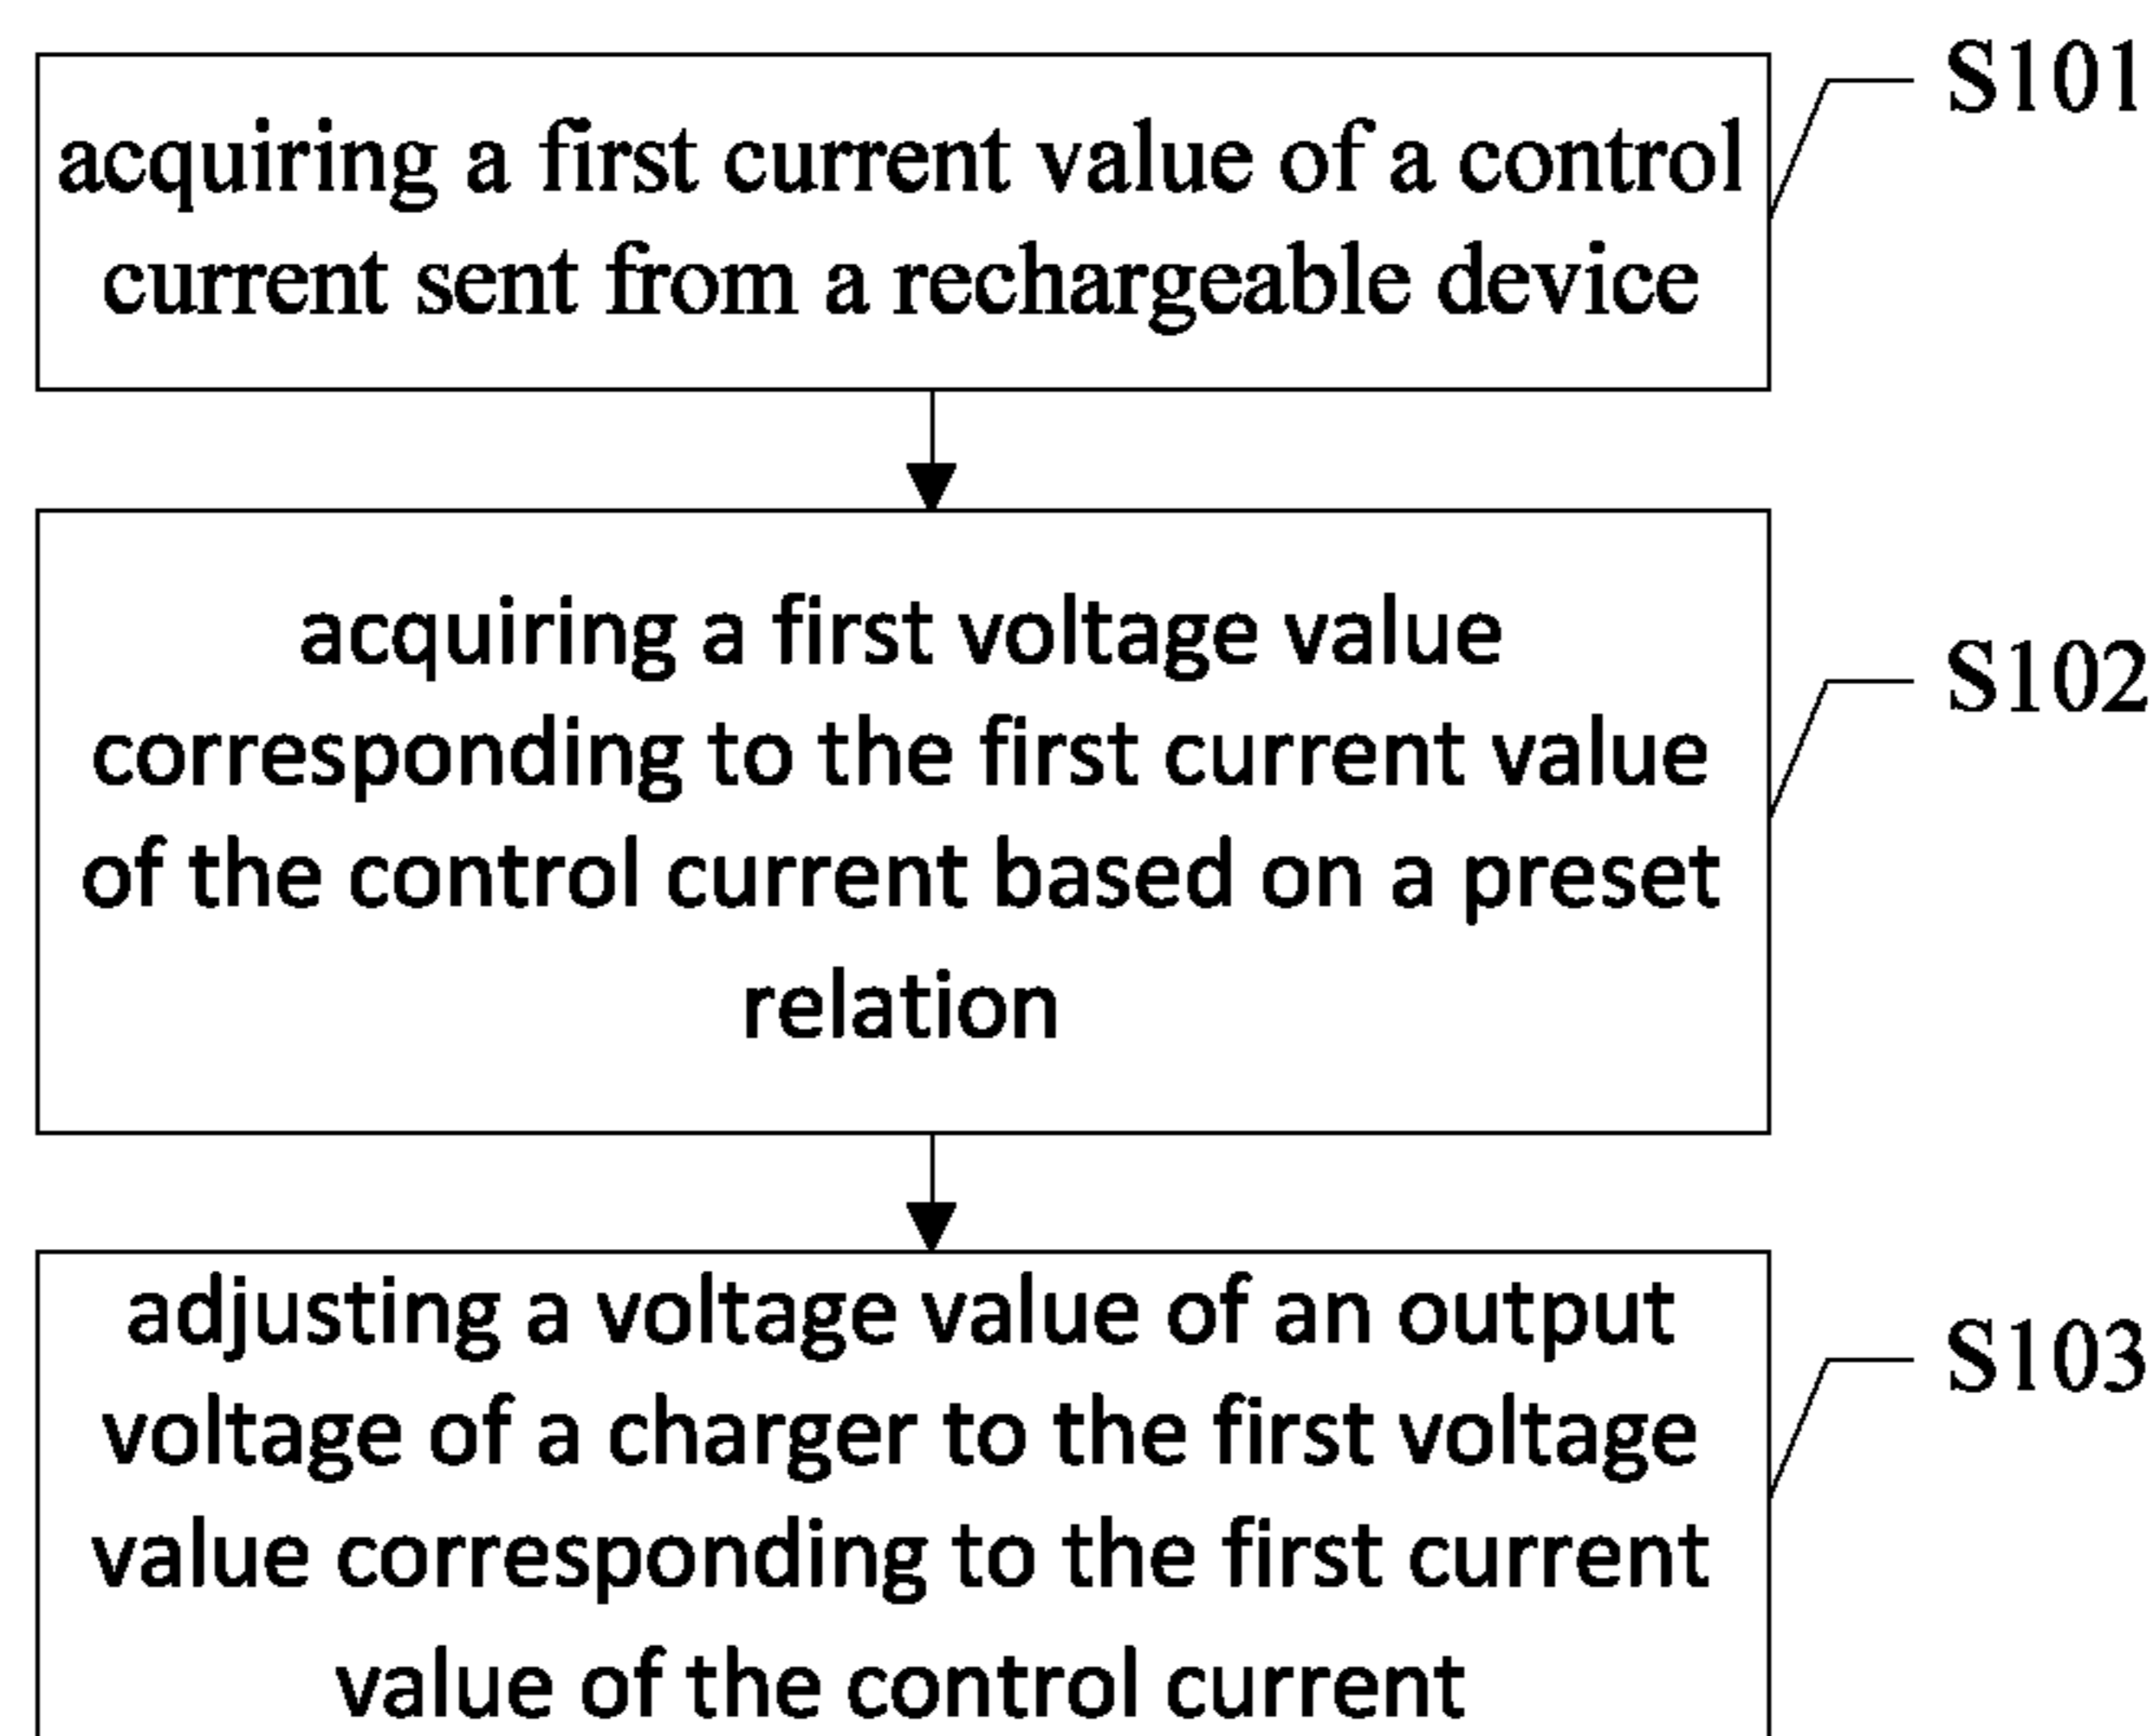 S101
acquiring a first current value of a control
current sent from a rechargeable device
acquiring a first voltage value
corresponding to the first current value
of the control current based on a preset
relation
S102
adjusting a voltage value of an output
voltage of a charger to the first voltage
value corresponding to the first current
value of the control current
S103